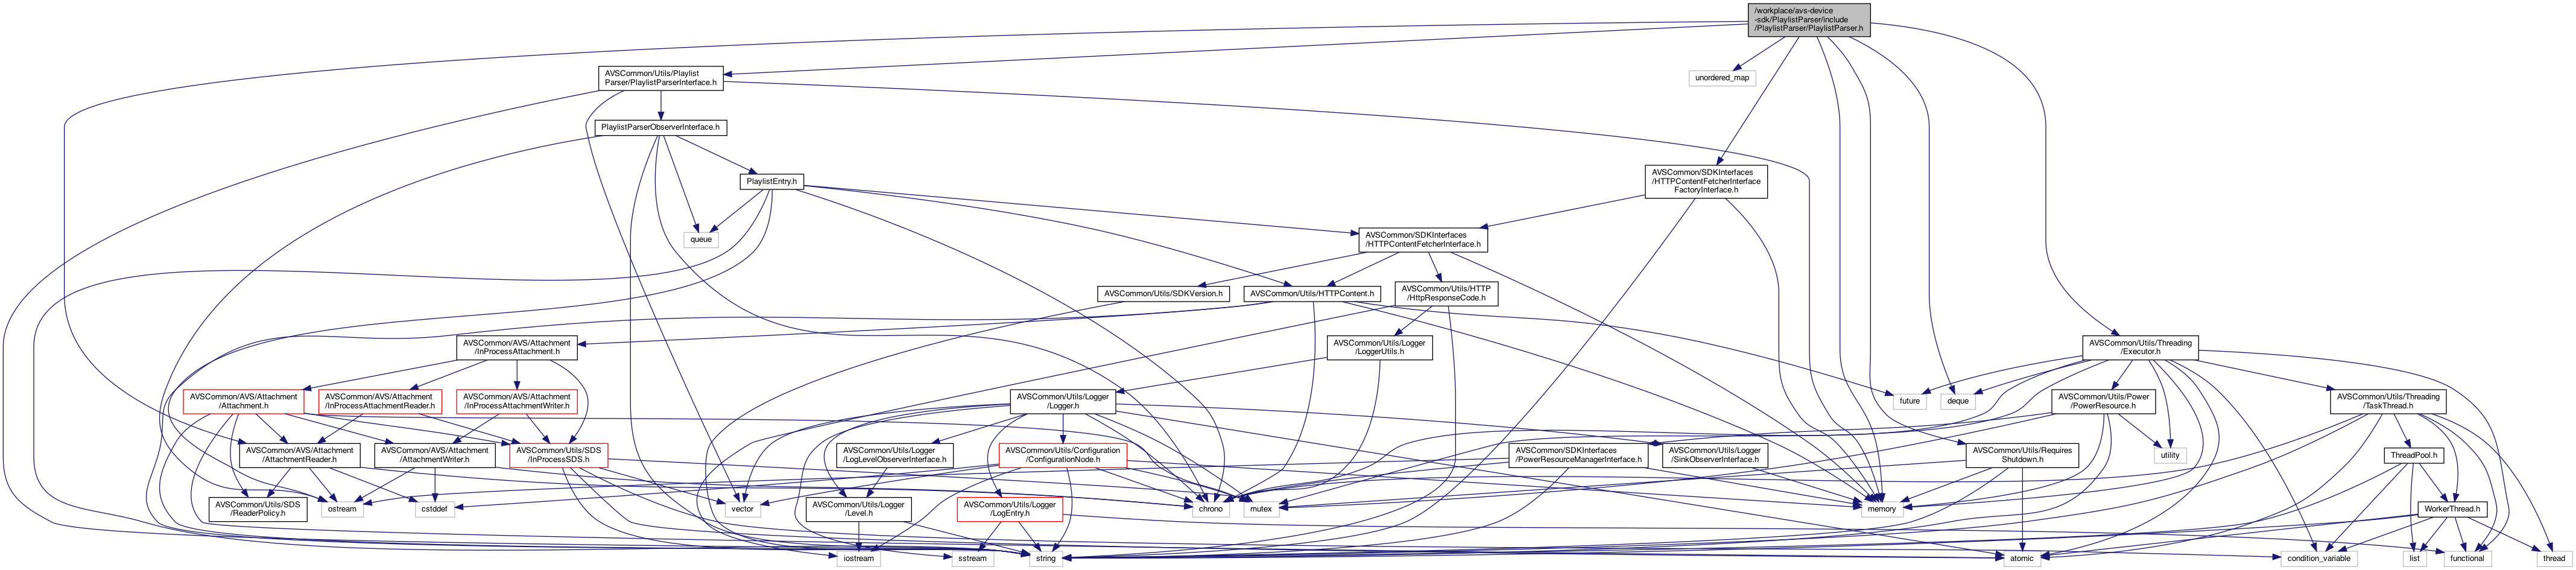 /workplace/avs-device
-sdk/PlaylistParser/include
/PlaylistParser/PlaylistParser.h
AVSCommon/Utils/Playlist
Parser/PlaylistParserInterface.h
unordered_map
PlaylistParserObserverInterface.h
AVSCommon/SDKInterfaces
/HTTPContentFetcherInterface
FactoryInterface.h
PlaylistEntry.h
queue
AVSCommon/SDKInterfaces
/HTTPContentFetcherInterface.h
AVSCommon/Utils/SDKVersion.h
AVSCommon/Utils/HTTPContent.h
AVSCommon/Utils/HTTP
/HttpResponseCode.h
AVSCommon/AVS/Attachment
/InProcessAttachment.h
AVSCommon/Utils/Logger
/LoggerUtils.h
AVSCommon/Utils/Threading
/Executor.h
AVSCommon/AVS/Attachment
/Attachment.h
AVSCommon/AVS/Attachment
/InProcessAttachmentReader.h
AVSCommon/AVS/Attachment
/InProcessAttachmentWriter.h
AVSCommon/Utils/Logger
/Logger.h
future
deque
AVSCommon/Utils/Power
/PowerResource.h
AVSCommon/Utils/Threading
/TaskThread.h
AVSCommon/AVS/Attachment
/AttachmentReader.h
AVSCommon/AVS/Attachment
/AttachmentWriter.h
AVSCommon/Utils/SDS
/InProcessSDS.h
AVSCommon/Utils/Logger
/LogLevelObserverInterface.h
AVSCommon/Utils/Configuration
/ConfigurationNode.h
AVSCommon/SDKInterfaces
/PowerResourceManagerInterface.h
AVSCommon/Utils/Logger
/SinkObserverInterface.h
AVSCommon/Utils/Requires
Shutdown.h
utility
ThreadPool.h
AVSCommon/Utils/SDS
/ReaderPolicy.h
ostream
cstddef
vector
AVSCommon/Utils/Logger
/Level.h
AVSCommon/Utils/Logger
/LogEntry.h
chrono
mutex
memory
WorkerThread.h
iostream
sstream
string
atomic
condition_variable
list
functional
thread